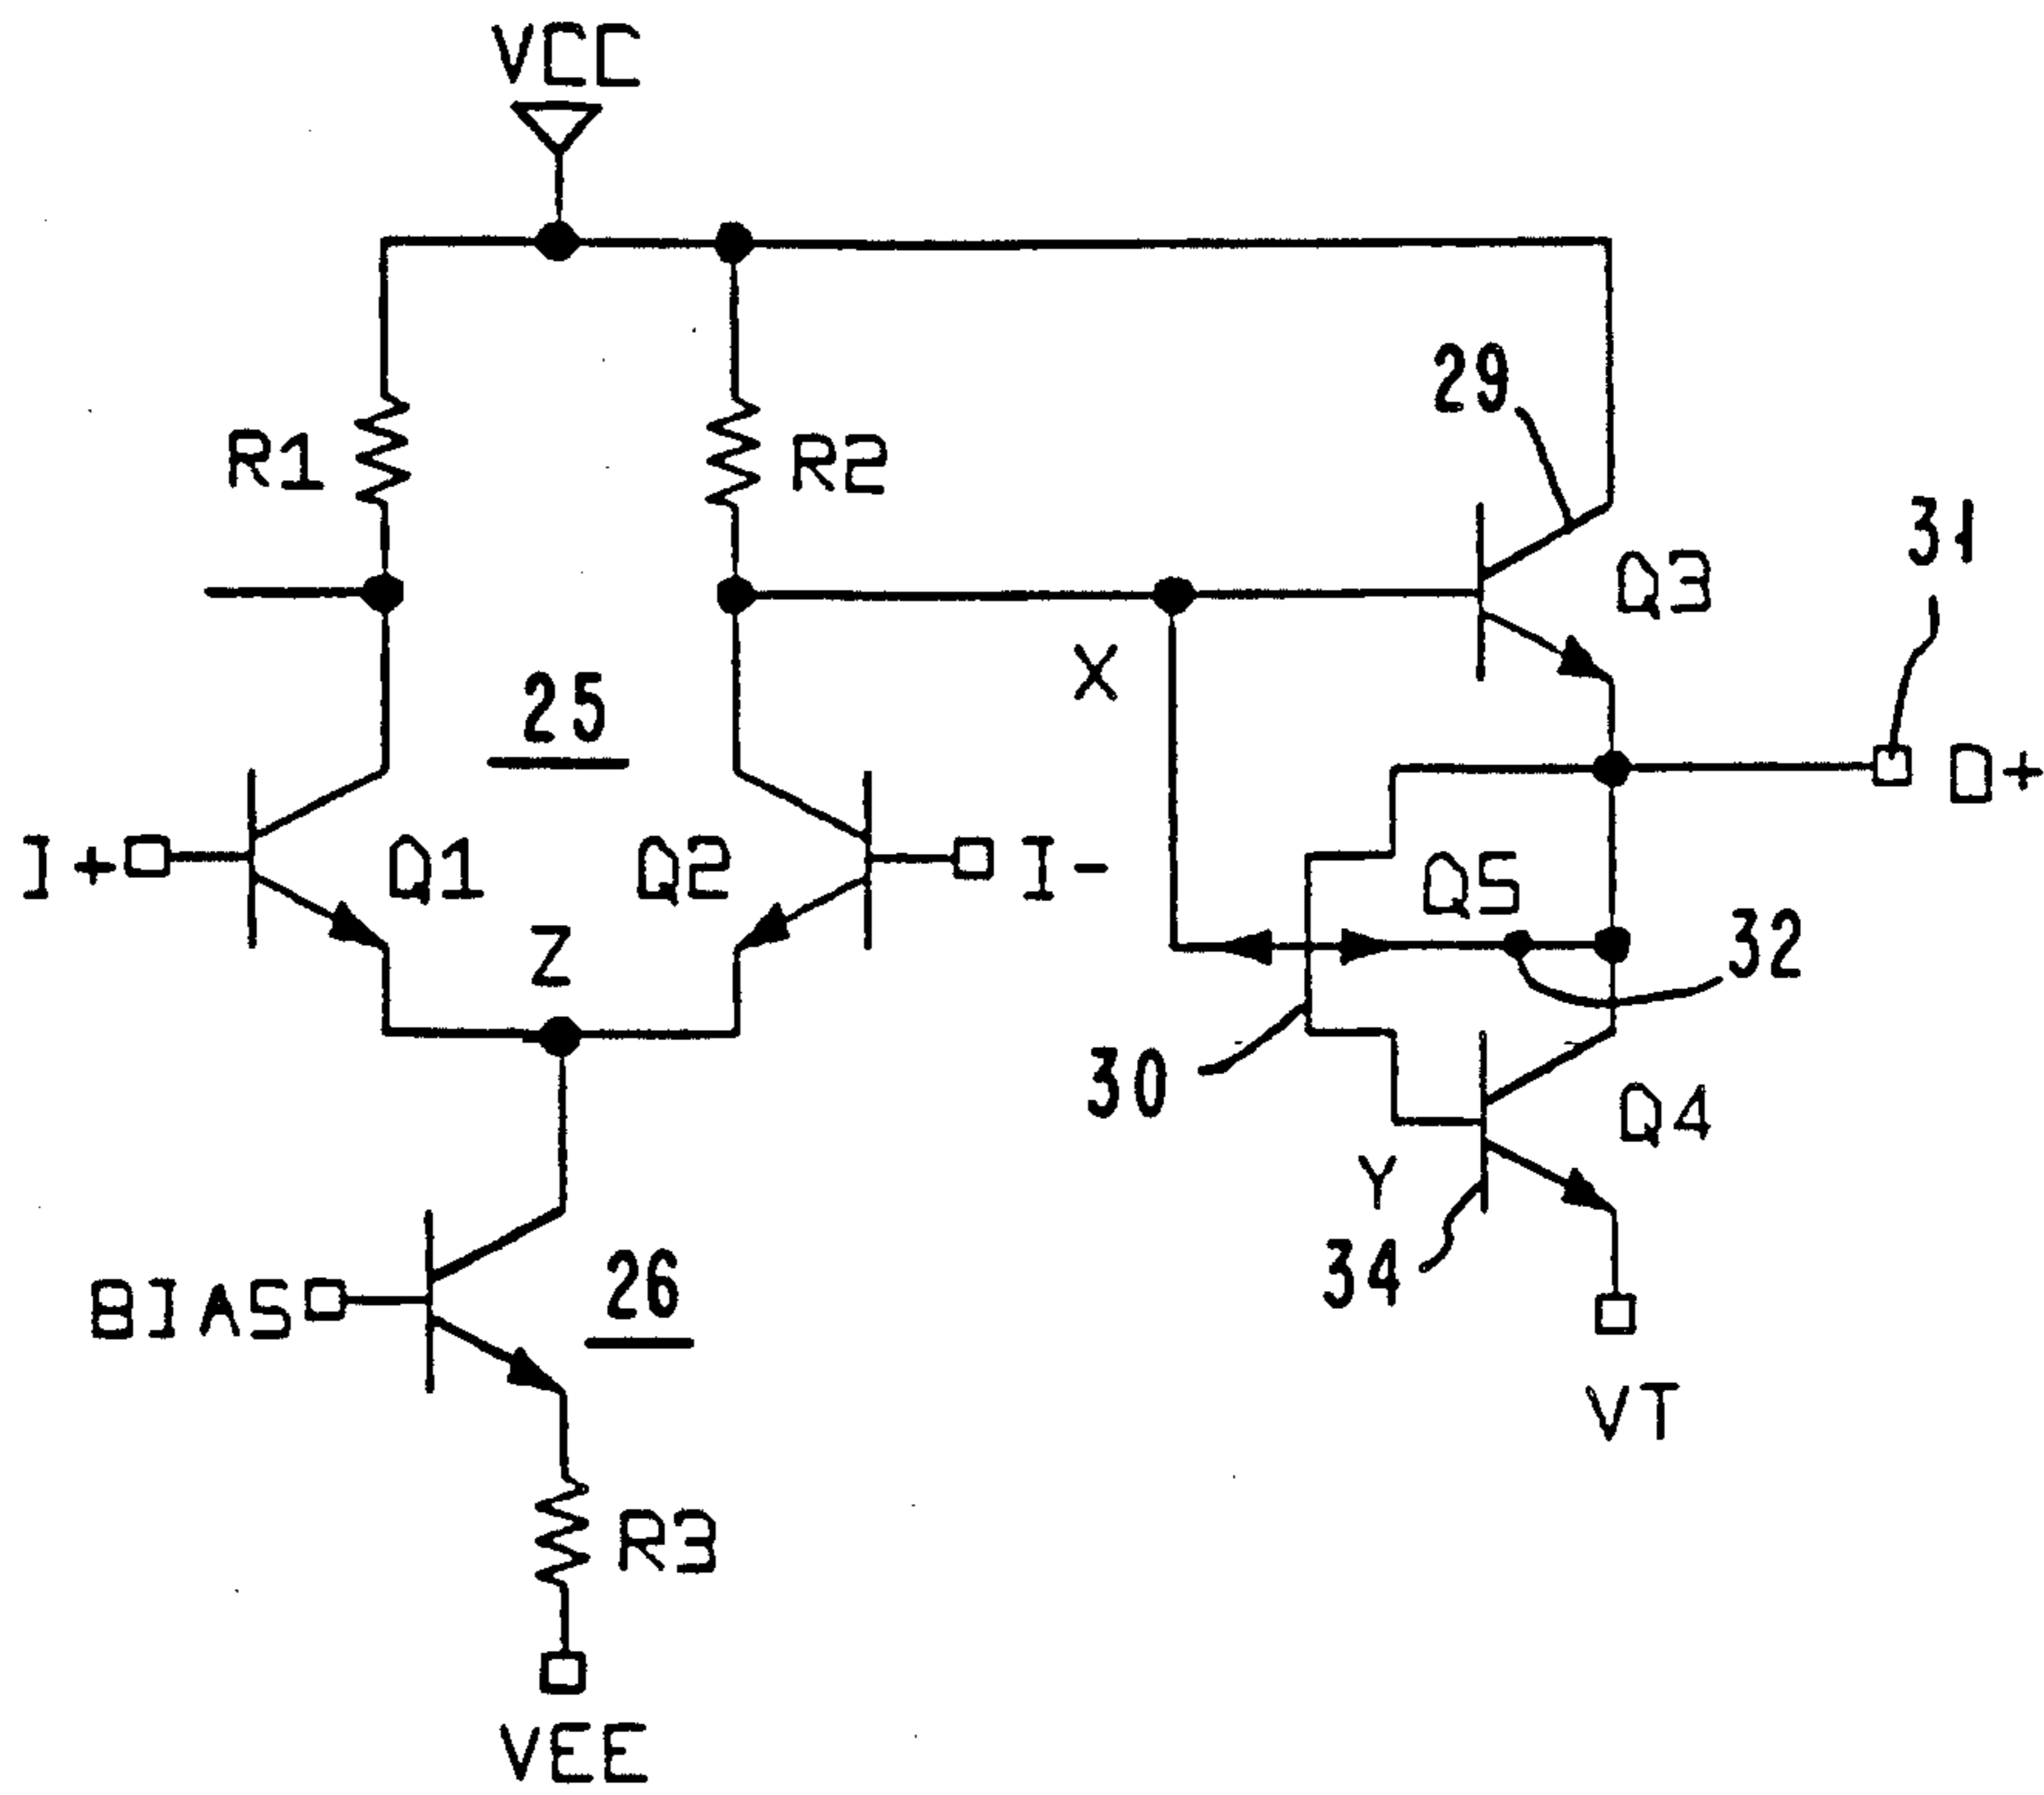 VCC
29
R1
R2
31
Q3
X
25
O+
I+
Q1
Q2
I-
Q5
32
Z
30
Q4
Y
34
BIAS
26
VT
R3
VEE